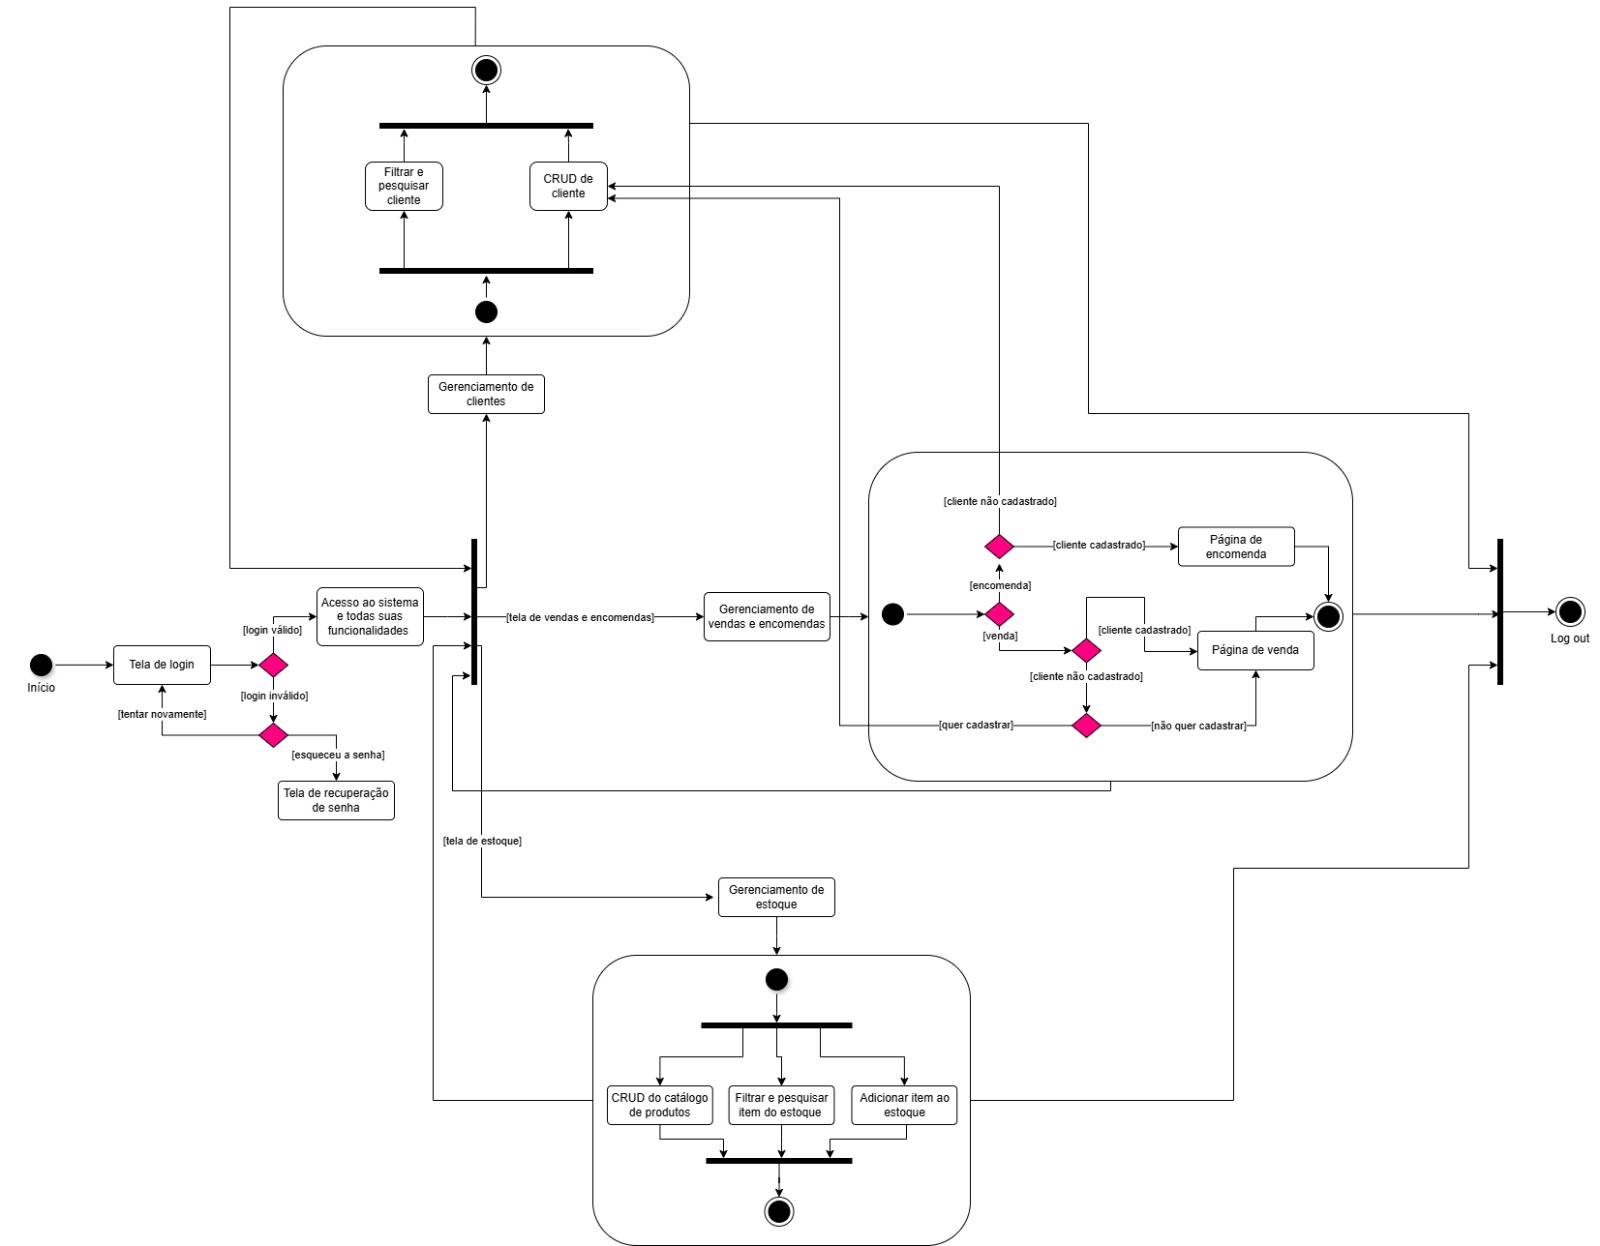 Filtrar e
pesquisar
cliente
CRUD de
cliente
Gerenciamento de
clientes
[cliente não cadastrado]
[cliente cadastrado]
Página de
encomenda
[encomenda]
Acesso ao sistema
e todas suas
funcionalidades
[tela de vendas e encomendas]
Gerenciamento de
vendas e encomendas
[login válido]
[venda]
[cliente cadastrado]
Log out
Tela de login
Página de venda
Início
[cliente não cadastrado]
[login inválido]
[tentar novamente]
[quer cadastrar]
[não quer cadastrar]
[esqueceu a senha]
Tela de recuperação
de senha
[tela de estoque]
Gerenciamento de
estoque
CRUD do catálogo
de produtos
Filtrar e pesquisar
item do estoque
Adicionar item ao
estoque